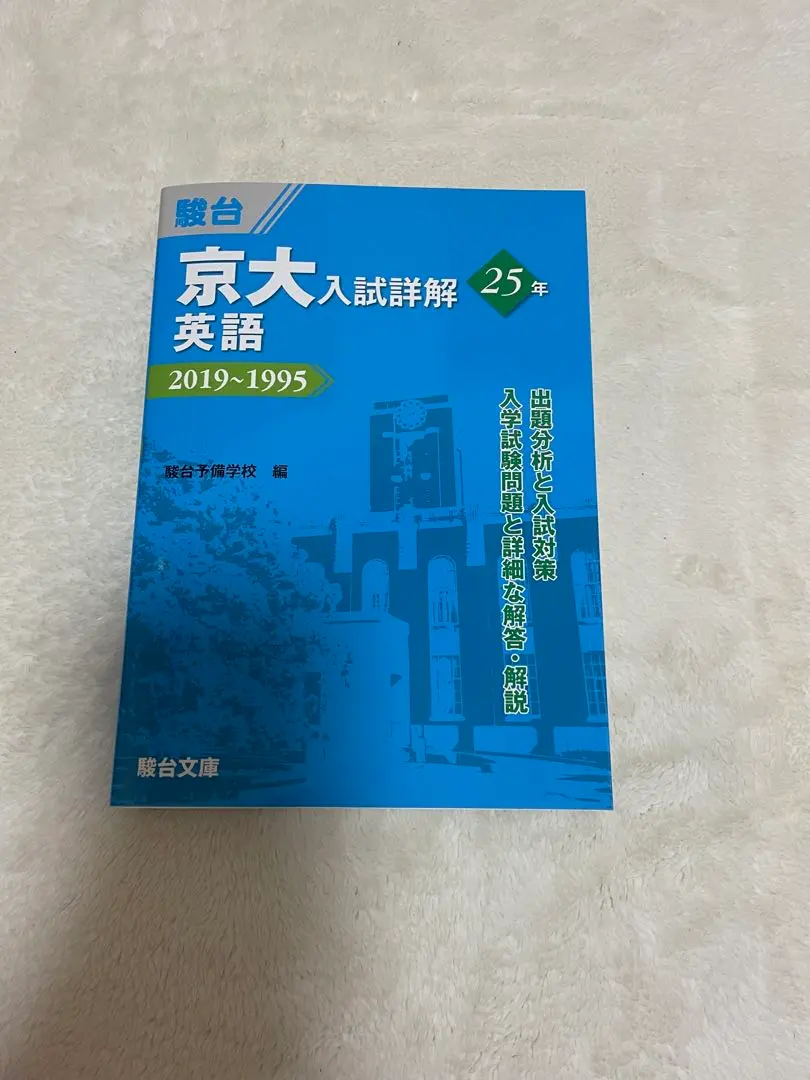 駿台
京大入試詳解 25年
英語
2019~1995
出題分析と入試対策
入学試験問題と詳細な解答・解説
駿台予備学校 編
駿台文庫